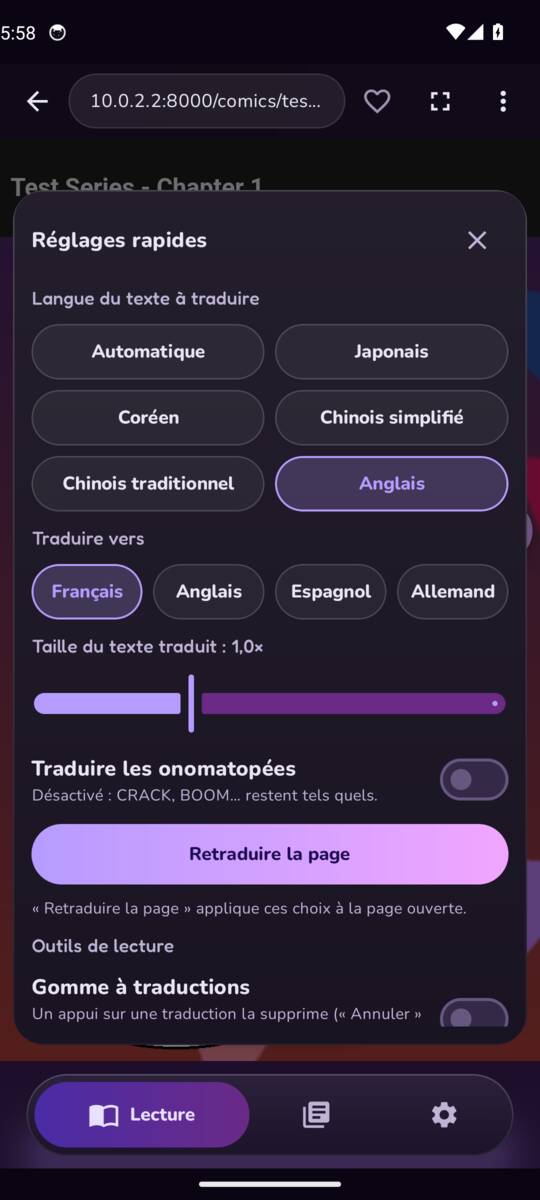 5:58
10.0.2.2:8000/comics/tes...
Test Series - Chapter 1
Réglages rapides
Langue du texte à traduire
Automatique
Japonais
Coréen
Chinois simplifié
Chinois traditionnel
Anglais
Traduire vers
Français
Anglais
Espagnol
Allemand
Taille du texte traduit : 1,0×
Traduire les onomatopées
Désactivé : CRACK, BOOM… restent tels quels.
Retraduire la page
« Retraduire la page » applique ces choix à la page ouverte.
Outils de lecture
Gomme à traductions
Un appui sur une traduction la supprime (« Annuler »
Lecture